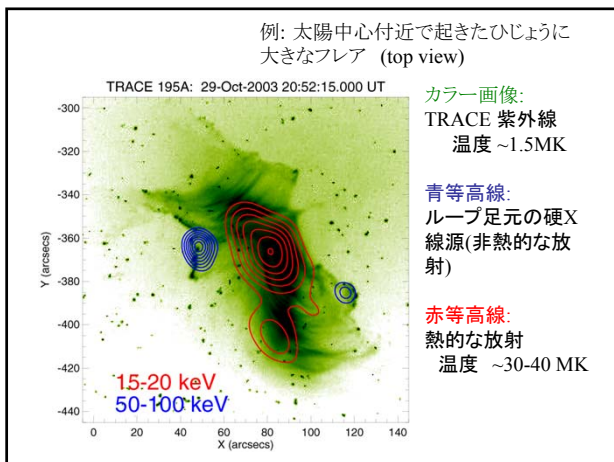 例: 太陽中心付近で起きたひじょうに
大きなフレア (top view)
TRACE 195A: 29-Oct-2003 20:52:15.000 UT
-300
-320
-340
-360
-380
-400
-420
-440
Y (arcsecs)
15-20 keV
50-100 keV
0 20 40 60 80 100 120 140
X (arcsecs)
カラー画像:
TRACE 紫外線
温度 ~1.5MK
青等高線:
ループ足元の硬X
線源(非熱的な放
射)
赤等高線:
熱的な放射
温度 ~30-40 MK